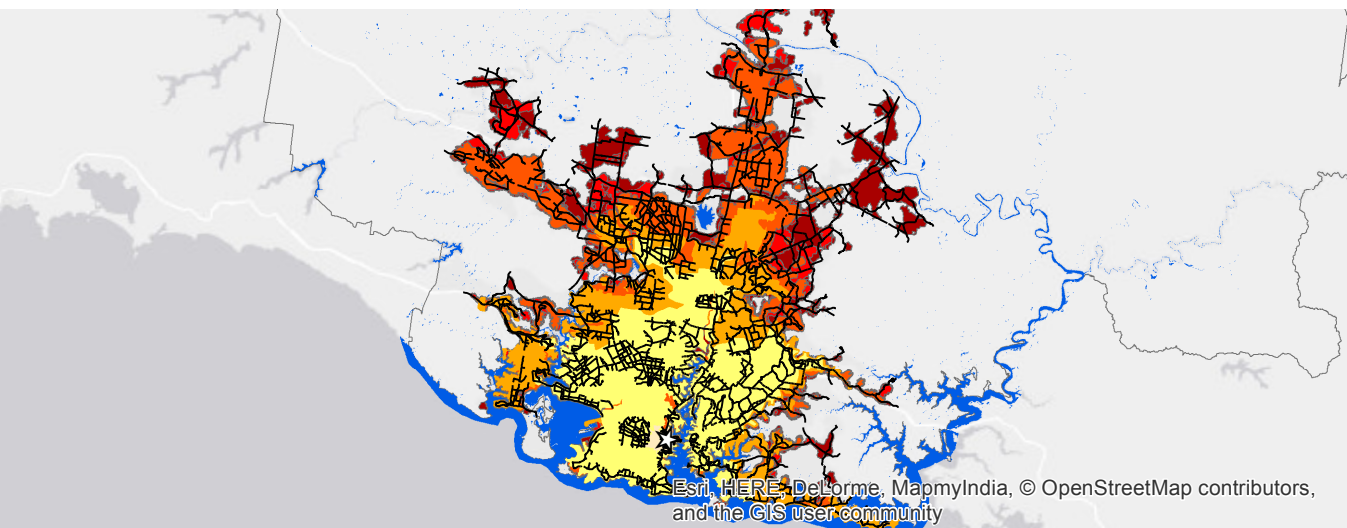 Esri, HERE, DeLorme, MapmyIndia, © OpenStreetMap contributors,
and the GIS user community